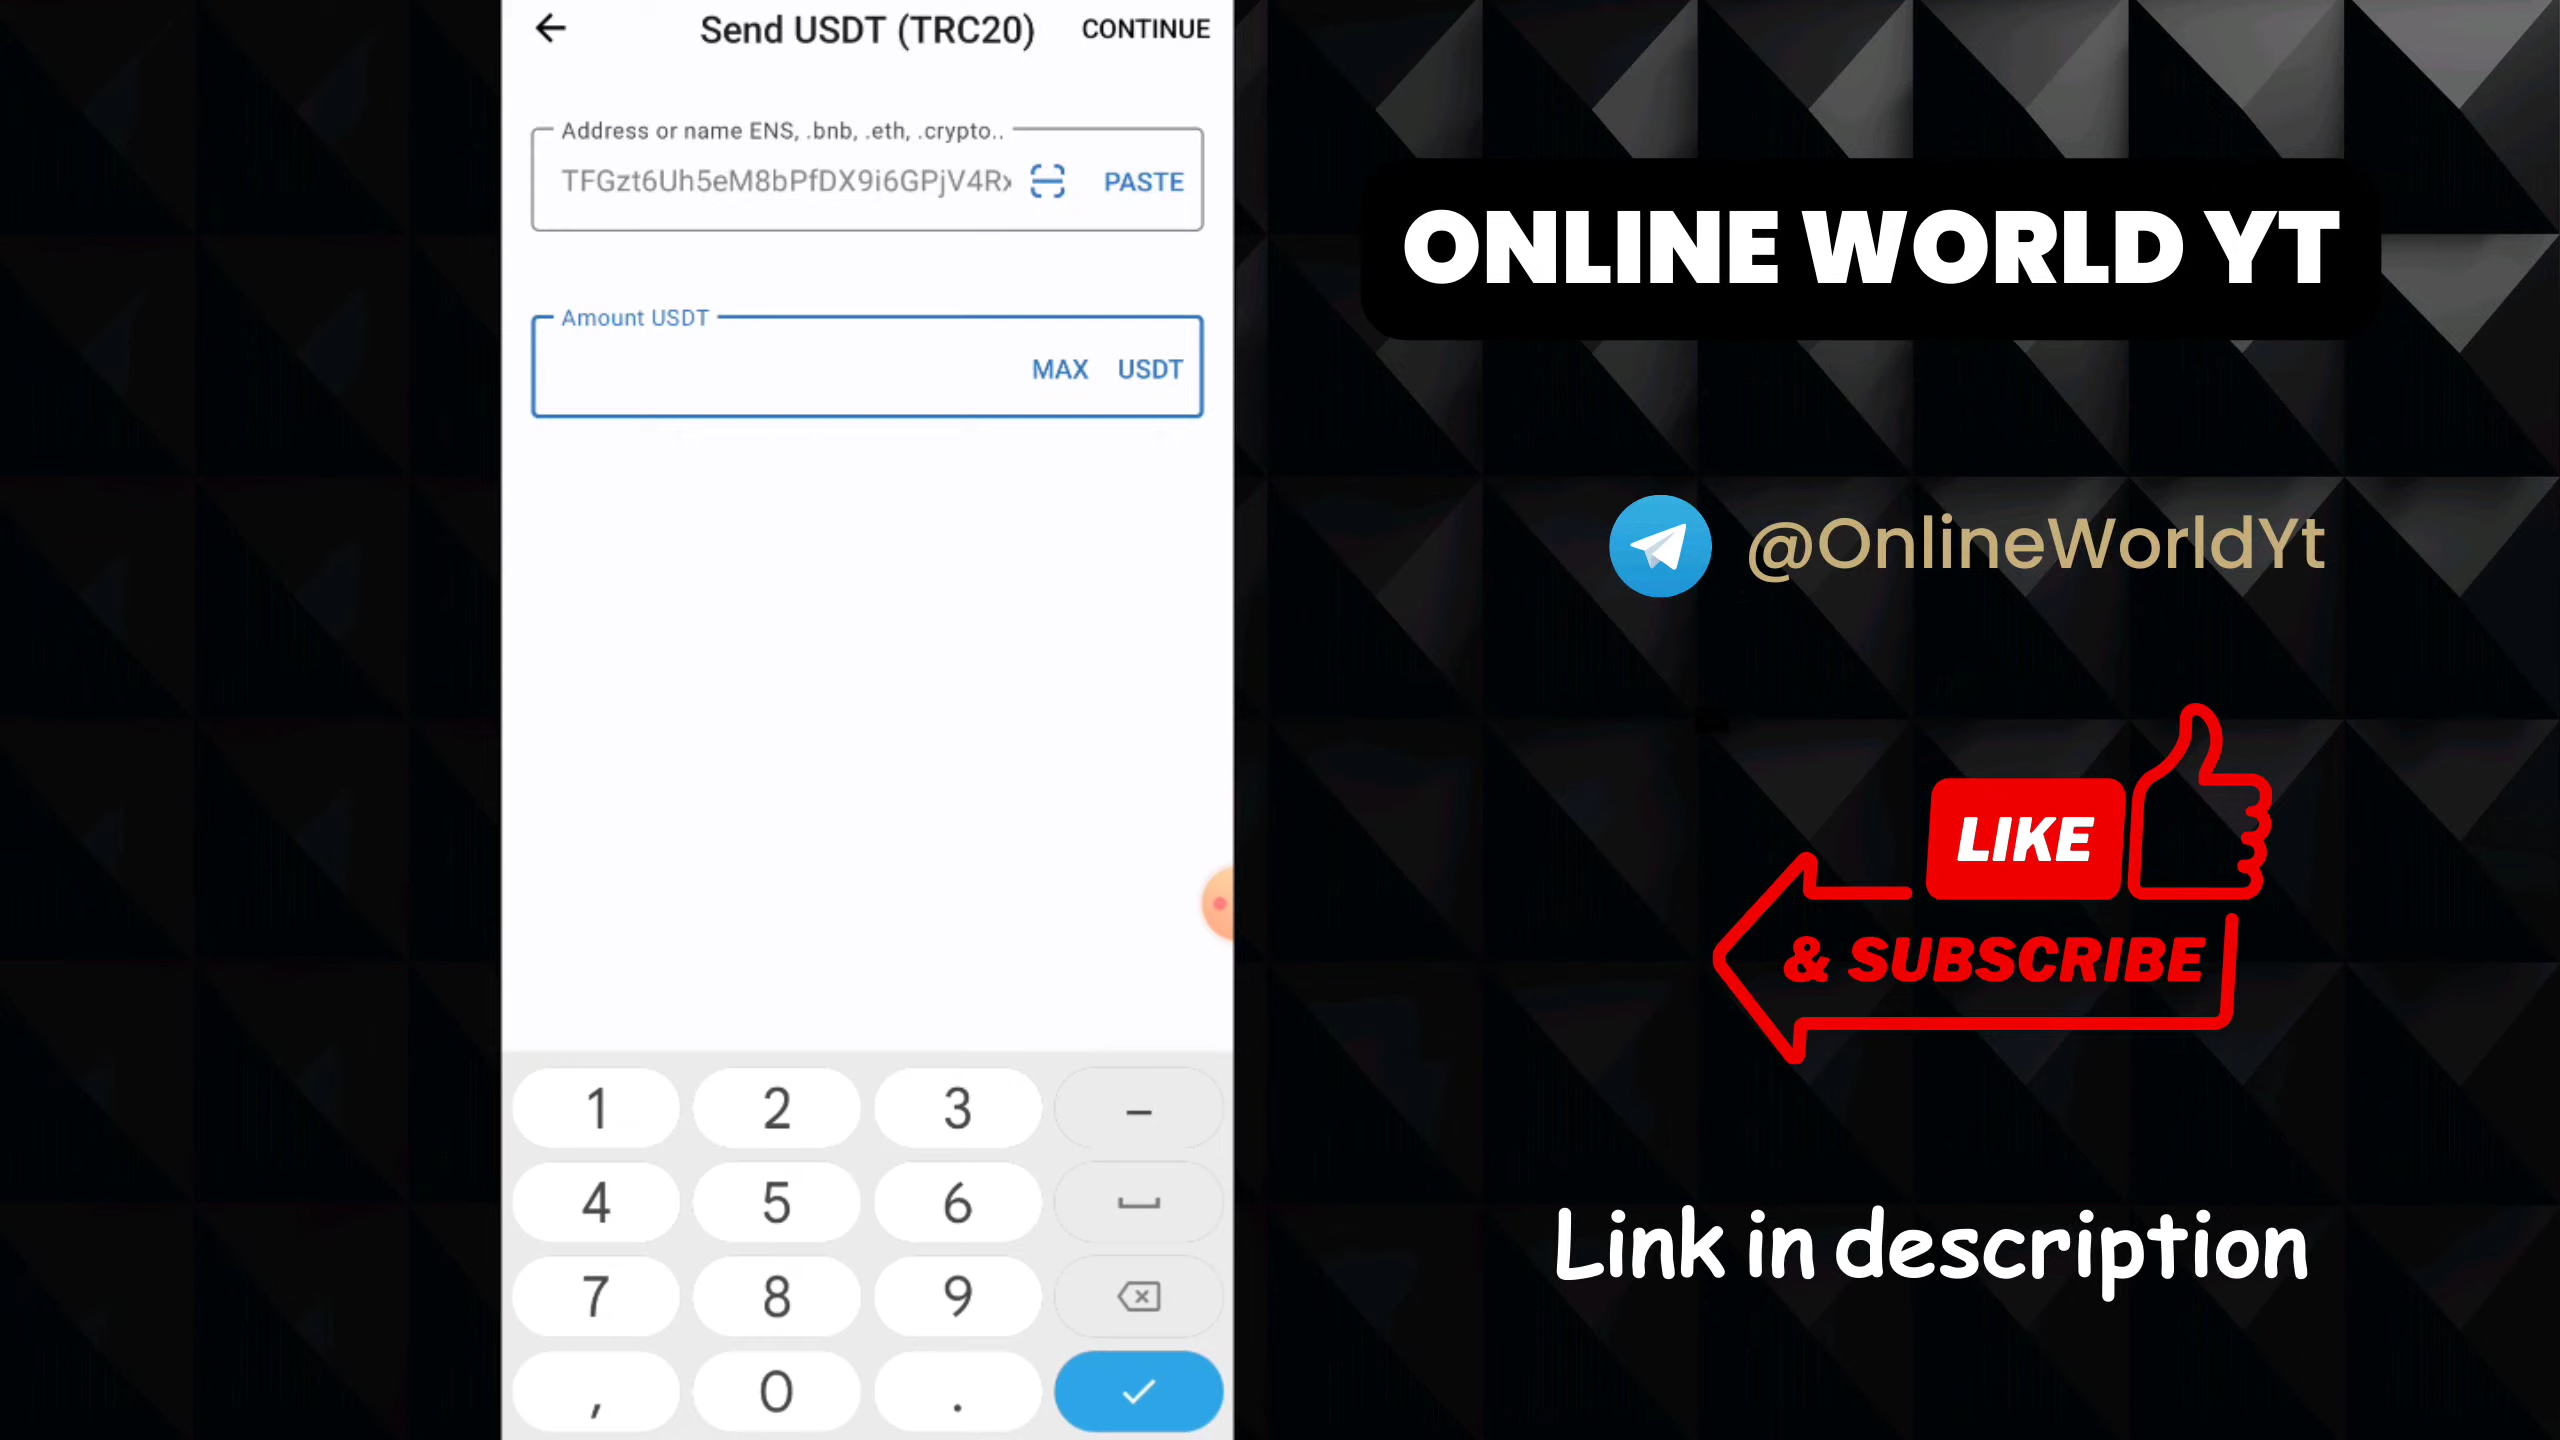 Send USDT (TRC20)
CONTINUE
Address or name ENS, .bnb, .eth, .crypto..
TFGzt6Uh5eM8bPfDX9i6GPjV4Rx
PASTE
Amount USDT
MAX USDT
1 2 3 –
4 5 6
7 8 9
, 0 .
ONLINE WORLD YT
@OnlineWorldYt
LIKE
& SUBSCRIBE
Link in description